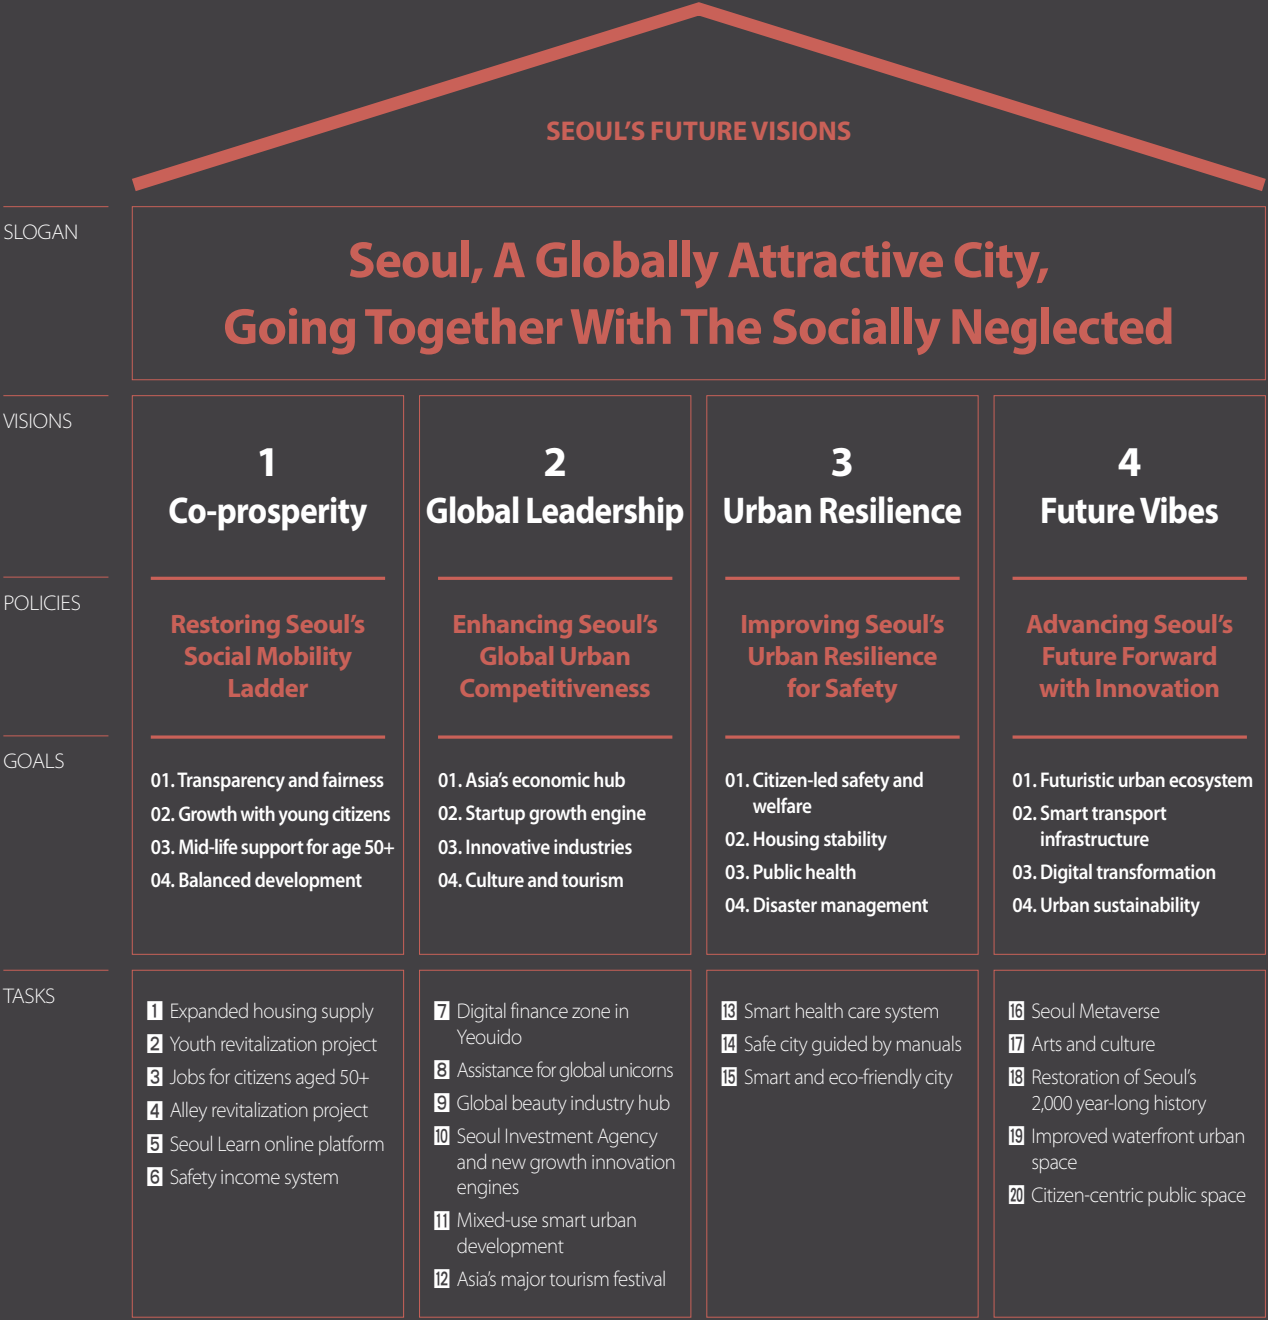 SEOUL'S FUTURE VISIONS
SLOGAN
Seoul, A Globally Attractive City,
Going Together With The Socially Neglected
VISIONS
1
Co-prosperity
2
Global Leadership
3
Urban Resilience
4
Future Vibes
POLICIES
Restoring Seoul's
Social Mobility
Ladder
Enhancing Seoul's
Global Urban
Competitiveness
Improving Seoul's
Urban Resilience
for Safety
Advancing Seoul's
Future Forward
with Innovation
GOALS
01. Transparency and fairness
02. Growth with young citizens
03. Mid-life support for age 50+
04. Balanced development
01. Asia's economic hub
02. Startup growth engine
03. Innovative industries
04. Culture and tourism
01. Citizen-led safety and
welfare
02. Housing stability
03. Public health
04. Disaster management
01. Futuristic urban ecosystem
02. Smart transport
infrastructure
03. Digital transformation
04. Urban sustainability
TASKS
1 Expanded housing supply
2 Youth revitalization project
3 Jobs for citizens aged 50+
4 Alley revitalization project
5 Seoul Learn online platform
6 Safety income system
7 Digital finance zone in
Yeouido
8 Assistance for global unicorns
9 Global beauty industry hub
10 Seoul Investment Agency
and new growth innovation
engines
11 Mixed-use smart urban
development
12 Asia's major tourism festival
13 Smart health care system
14 Safe city guided by manuals
15 Smart and eco-friendly city
16 Seoul Metaverse
17 Arts and culture
18 Restoration of Seoul's
2,000 year-long history
19 Improved waterfront urban
space
20 Citizen-centric public space